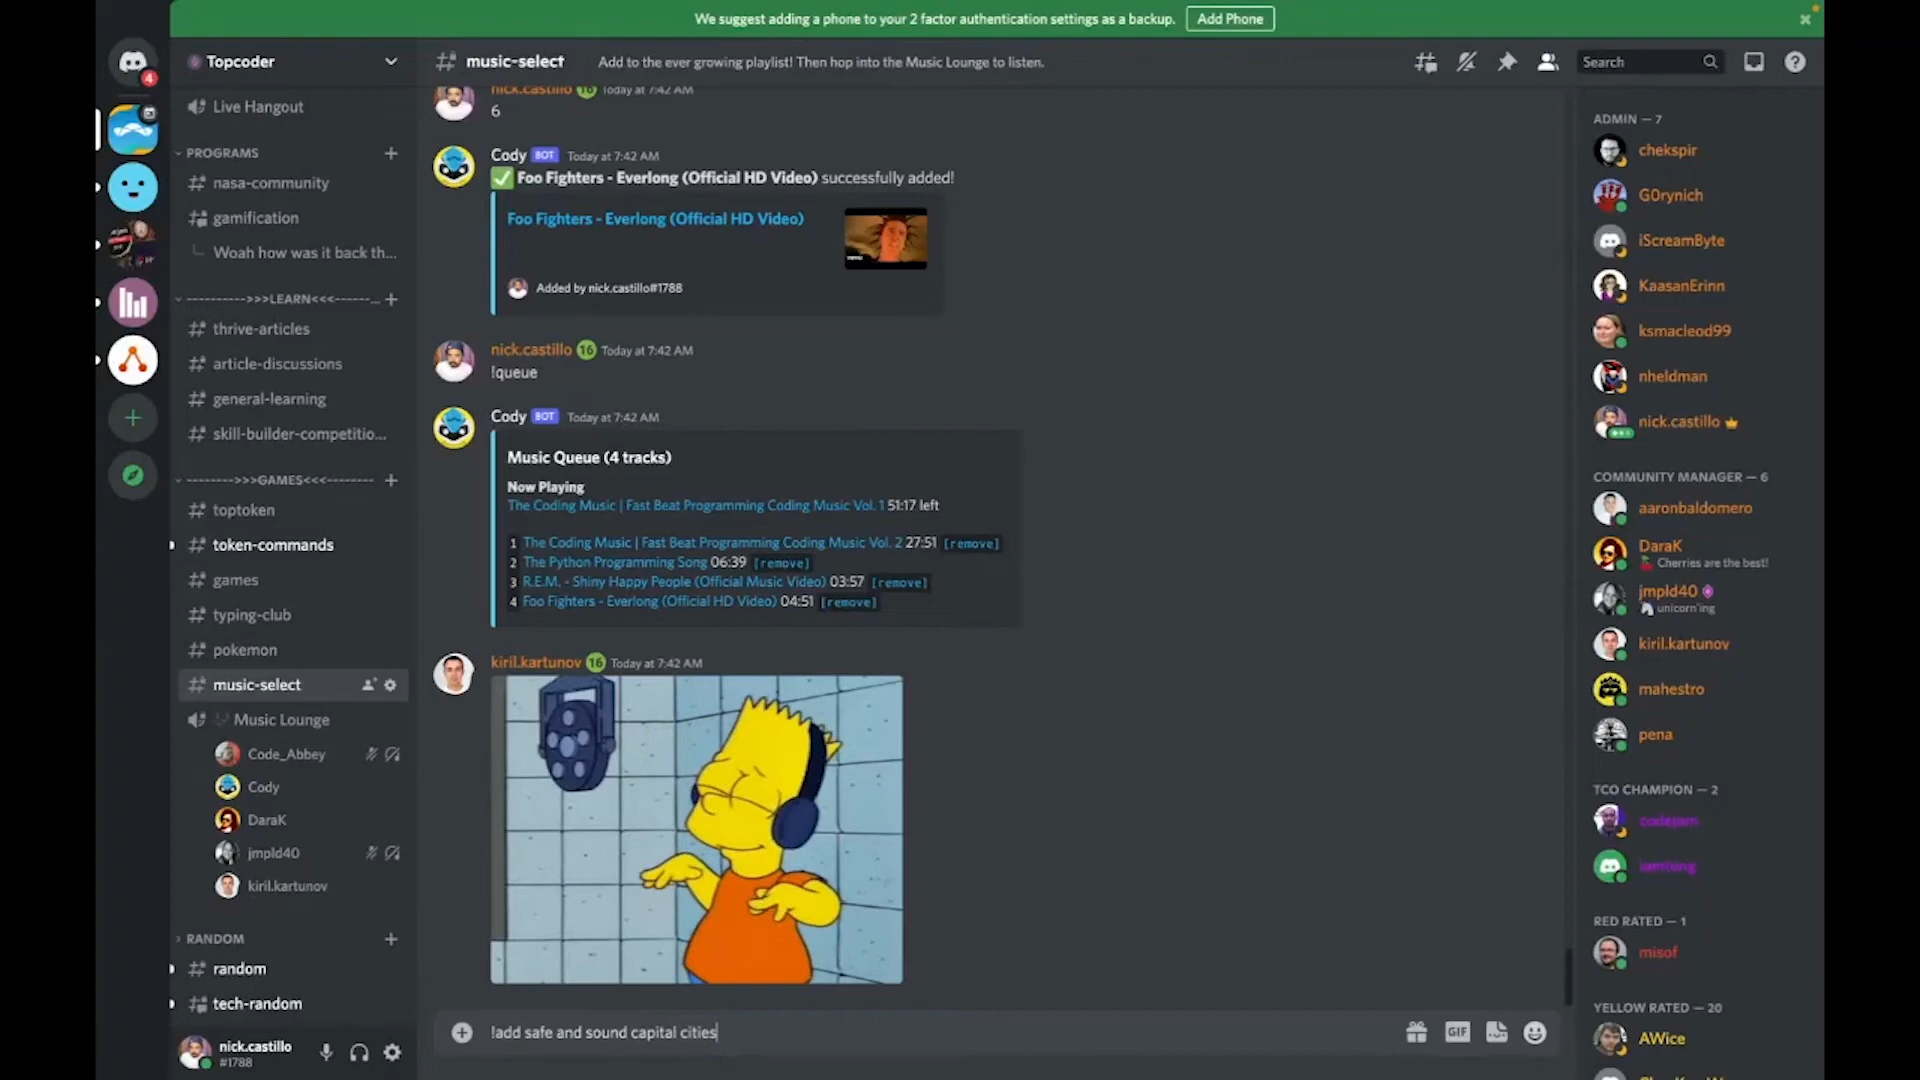 We suggest adding a phone to your 2 factor authentication settings as a backup. Add Phone
4
Topcoder
Live Hangout
PROGRAMS
nasa-community
gamification
Woah how was it back th...
---------->>>LEARN<<<------...
thrive-articles
article-discussions
general-learning
skill-builder-competitio...
-------->>>GAMES<<<--------
toptoken
token-commands
games
typing-club
pokemon
music-select
Music Lounge
Code_Abbey
Cody
DaraK
jmpld40
kiril.kartunov
RANDOM
random
tech-random
nick.castillo
#1788
music-select Add to the ever growing playlist! Then hop into the Music Lounge to listen.
Search
nick.castillo 16 Today at 7:42 AM
6
Cody BOT Today at 7:42 AM
Foo Fighters - Everlong (Official HD Video) successfully added!
Foo Fighters - Everlong (Official HD Video)
Added by nick.castillo#1788
nick.castillo 16 Today at 7:42 AM
!queue
Cody BOT Today at 7:42 AM
Music Queue (4 tracks)
Now Playing
The Coding Music | Fast Beat Programming Coding Music Vol. 1 51:17 left
1 The Coding Music | Fast Beat Programming Coding Music Vol. 2 27:51 [remove]
2 The Python Programming Song 06:39 [remove]
3 R.E.M. - Shiny Happy People (Official Music Video) 03:57 [remove]
4 Foo Fighters - Everlong (Official HD Video) 04:51 [remove]
kiril.kartunov 16 Today at 7:42 AM
!add safe and sound capital cities
GIF
ADMIN — 7
chekspir
G0rynich
iScreamByte
KaasanErinn
ksmacleod99
nheldman
nick.castillo
COMMUNITY MANAGER — 6
aaronbaldomero
DaraK
Cherries are the best!
jmpld40
unicorn'ing
kiril.kartunov
mahestro
pena
TCO CHAMPION — 2
codejam
RED RATED — 1
misof
YELLOW RATED — 20
AWice